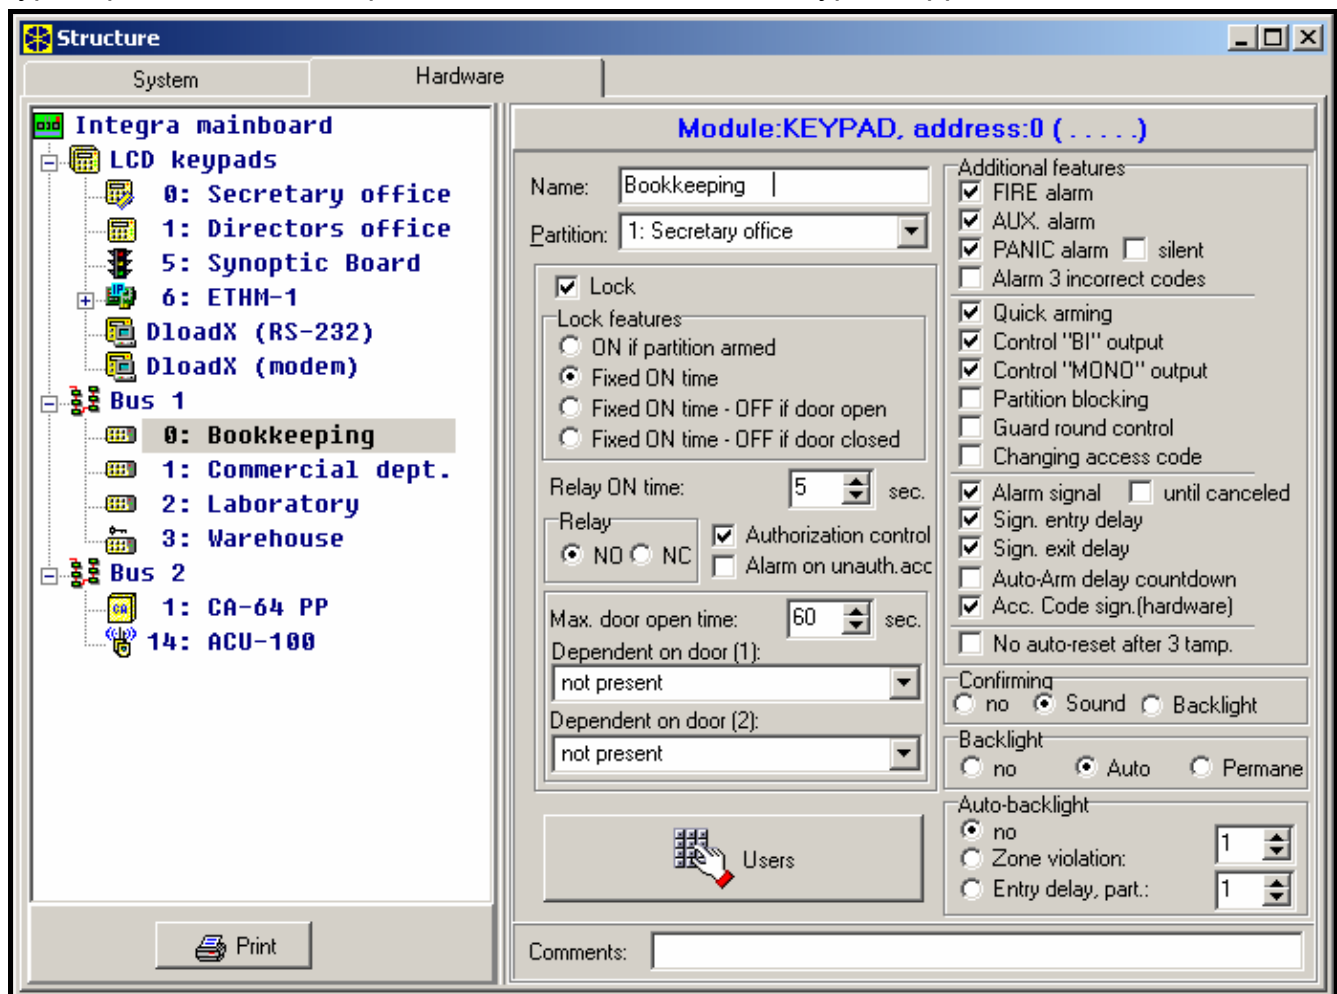 Structure
System
Hardware
Integra mainboard
LCD keypads
0: Secretary office
1: Directors office
5: Synoptic Board
6: ETHM-1
DloadX (RS-232)
DloadX (modem)
Bus 1
0: Bookkeeping
1: Commercial dept.
2: Laboratory
3: Warehouse
Bus 2
1: CA-64 PP
14: ACU-100
Print
Module:KEYPAD, address:0 ( . . . . .)
Name: Bookkeeping
Partition: 1: Secretary office
Lock
Lock features
ON if partition armed
Fixed ON time
Fixed ON time - OFF if door open
Fixed ON time - OFF if door closed
Relay ON time: 5 sec.
Relay
NO NC
Authorization control
Alarm on unauth.acc
Max. door open time: 60 sec.
Dependent on door (1):
not present
Dependent on door (2):
not present
Users
Additional features
FIRE alarm
AUX. alarm
PANIC alarm silent
Alarm 3 incorrect codes
Quick arming
Control "BI" output
Control "MONO" output
Partition blocking
Guard round control
Changing access code
Alarm signal until canceled
Sign. entry delay
Sign. exit delay
Auto-Arm delay countdown
Acc. Code sign.(hardware)
No auto-reset after 3 tamp.
Confirming
no Sound Backlight
Backlight
no Auto Permane
Auto-backlight
no
Zone violation: 1
Entry delay, part.: 1
Comments: